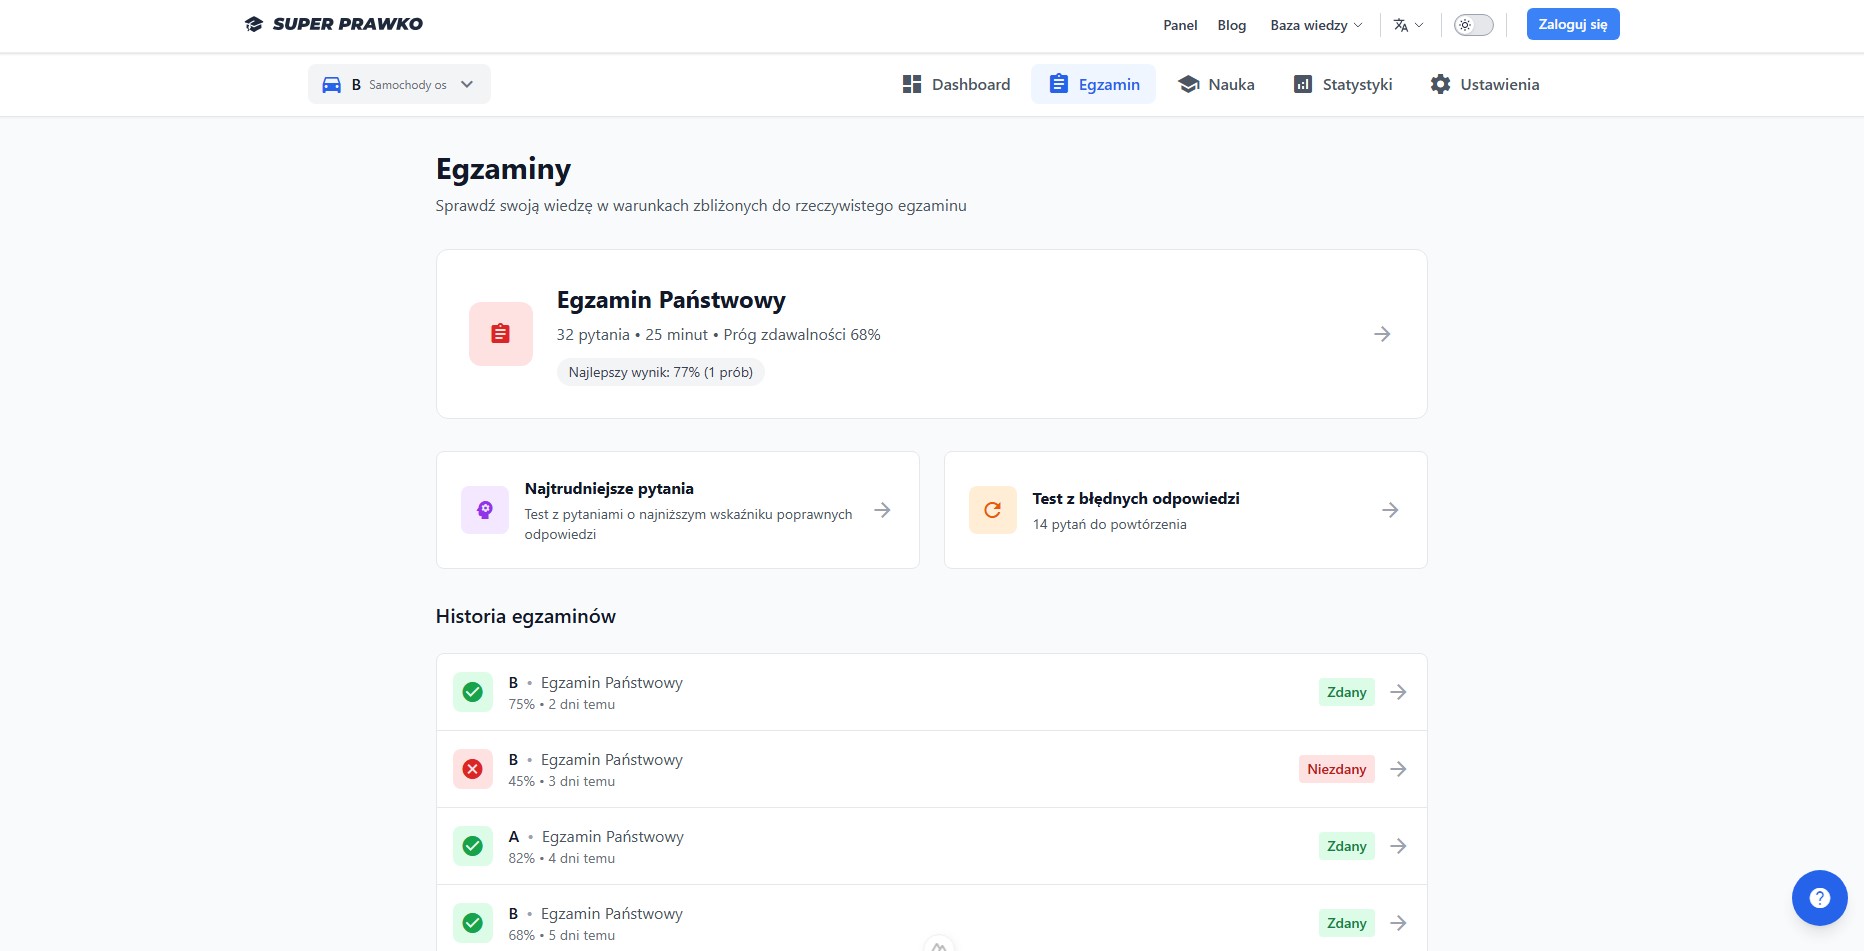 SUPER PRAWKO
Panel
Blog
Baza wiedzy
Zaloguj się
B Samochody os
Dashboard
Egzamin
Nauka
Statystyki
Ustawienia
Egzaminy
Sprawdź swoją wiedzę w warunkach zbliżonych do rzeczywistego egzaminu
Egzamin Państwowy
32 pytania • 25 minut • Próg zdawalności 68%
Najlepszy wynik: 77% (1 prób)
Najtrudniejsze pytania
Test z pytaniami o najniższym wskaźniku poprawnych
odpowiedzi
Test z błędnych odpowiedzi
14 pytań do powtórzenia
Historia egzaminów
B • Egzamin Państwowy
75% • 2 dni temu
Zdany
B • Egzamin Państwowy
45% • 3 dni temu
Niezdany
A • Egzamin Państwowy
82% • 4 dni temu
Zdany
B • Egzamin Państwowy
68% • 5 dni temu
Zdany